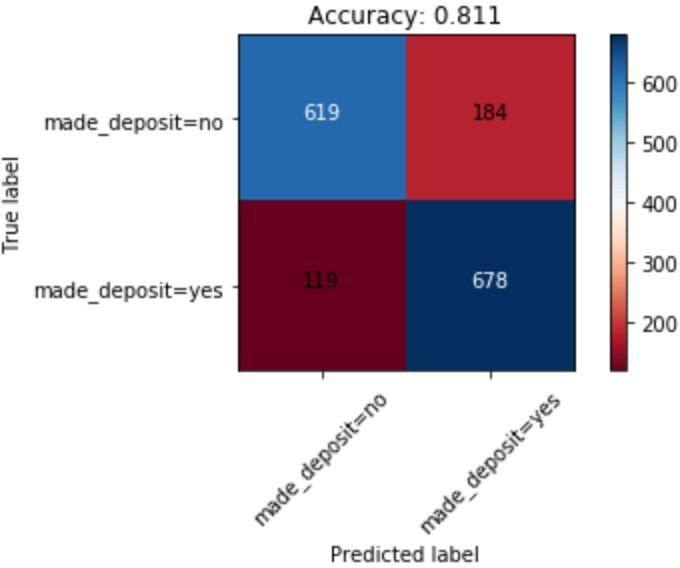 Accuracy: 0.811
True label
made_deposit=no
619
184
made_deposit=yes
119
678
made_deposit=no
made_deposit=yes
Predicted label
600
500
400
300
200